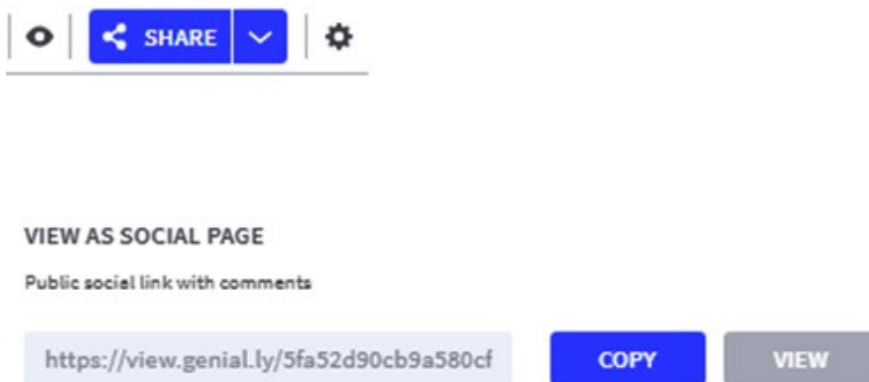 SHARE
VIEW AS SOCIAL PAGE
Public social link with comments
https://view.genial.ly/5fa52d90cb9a580cf
COPY
VIEW